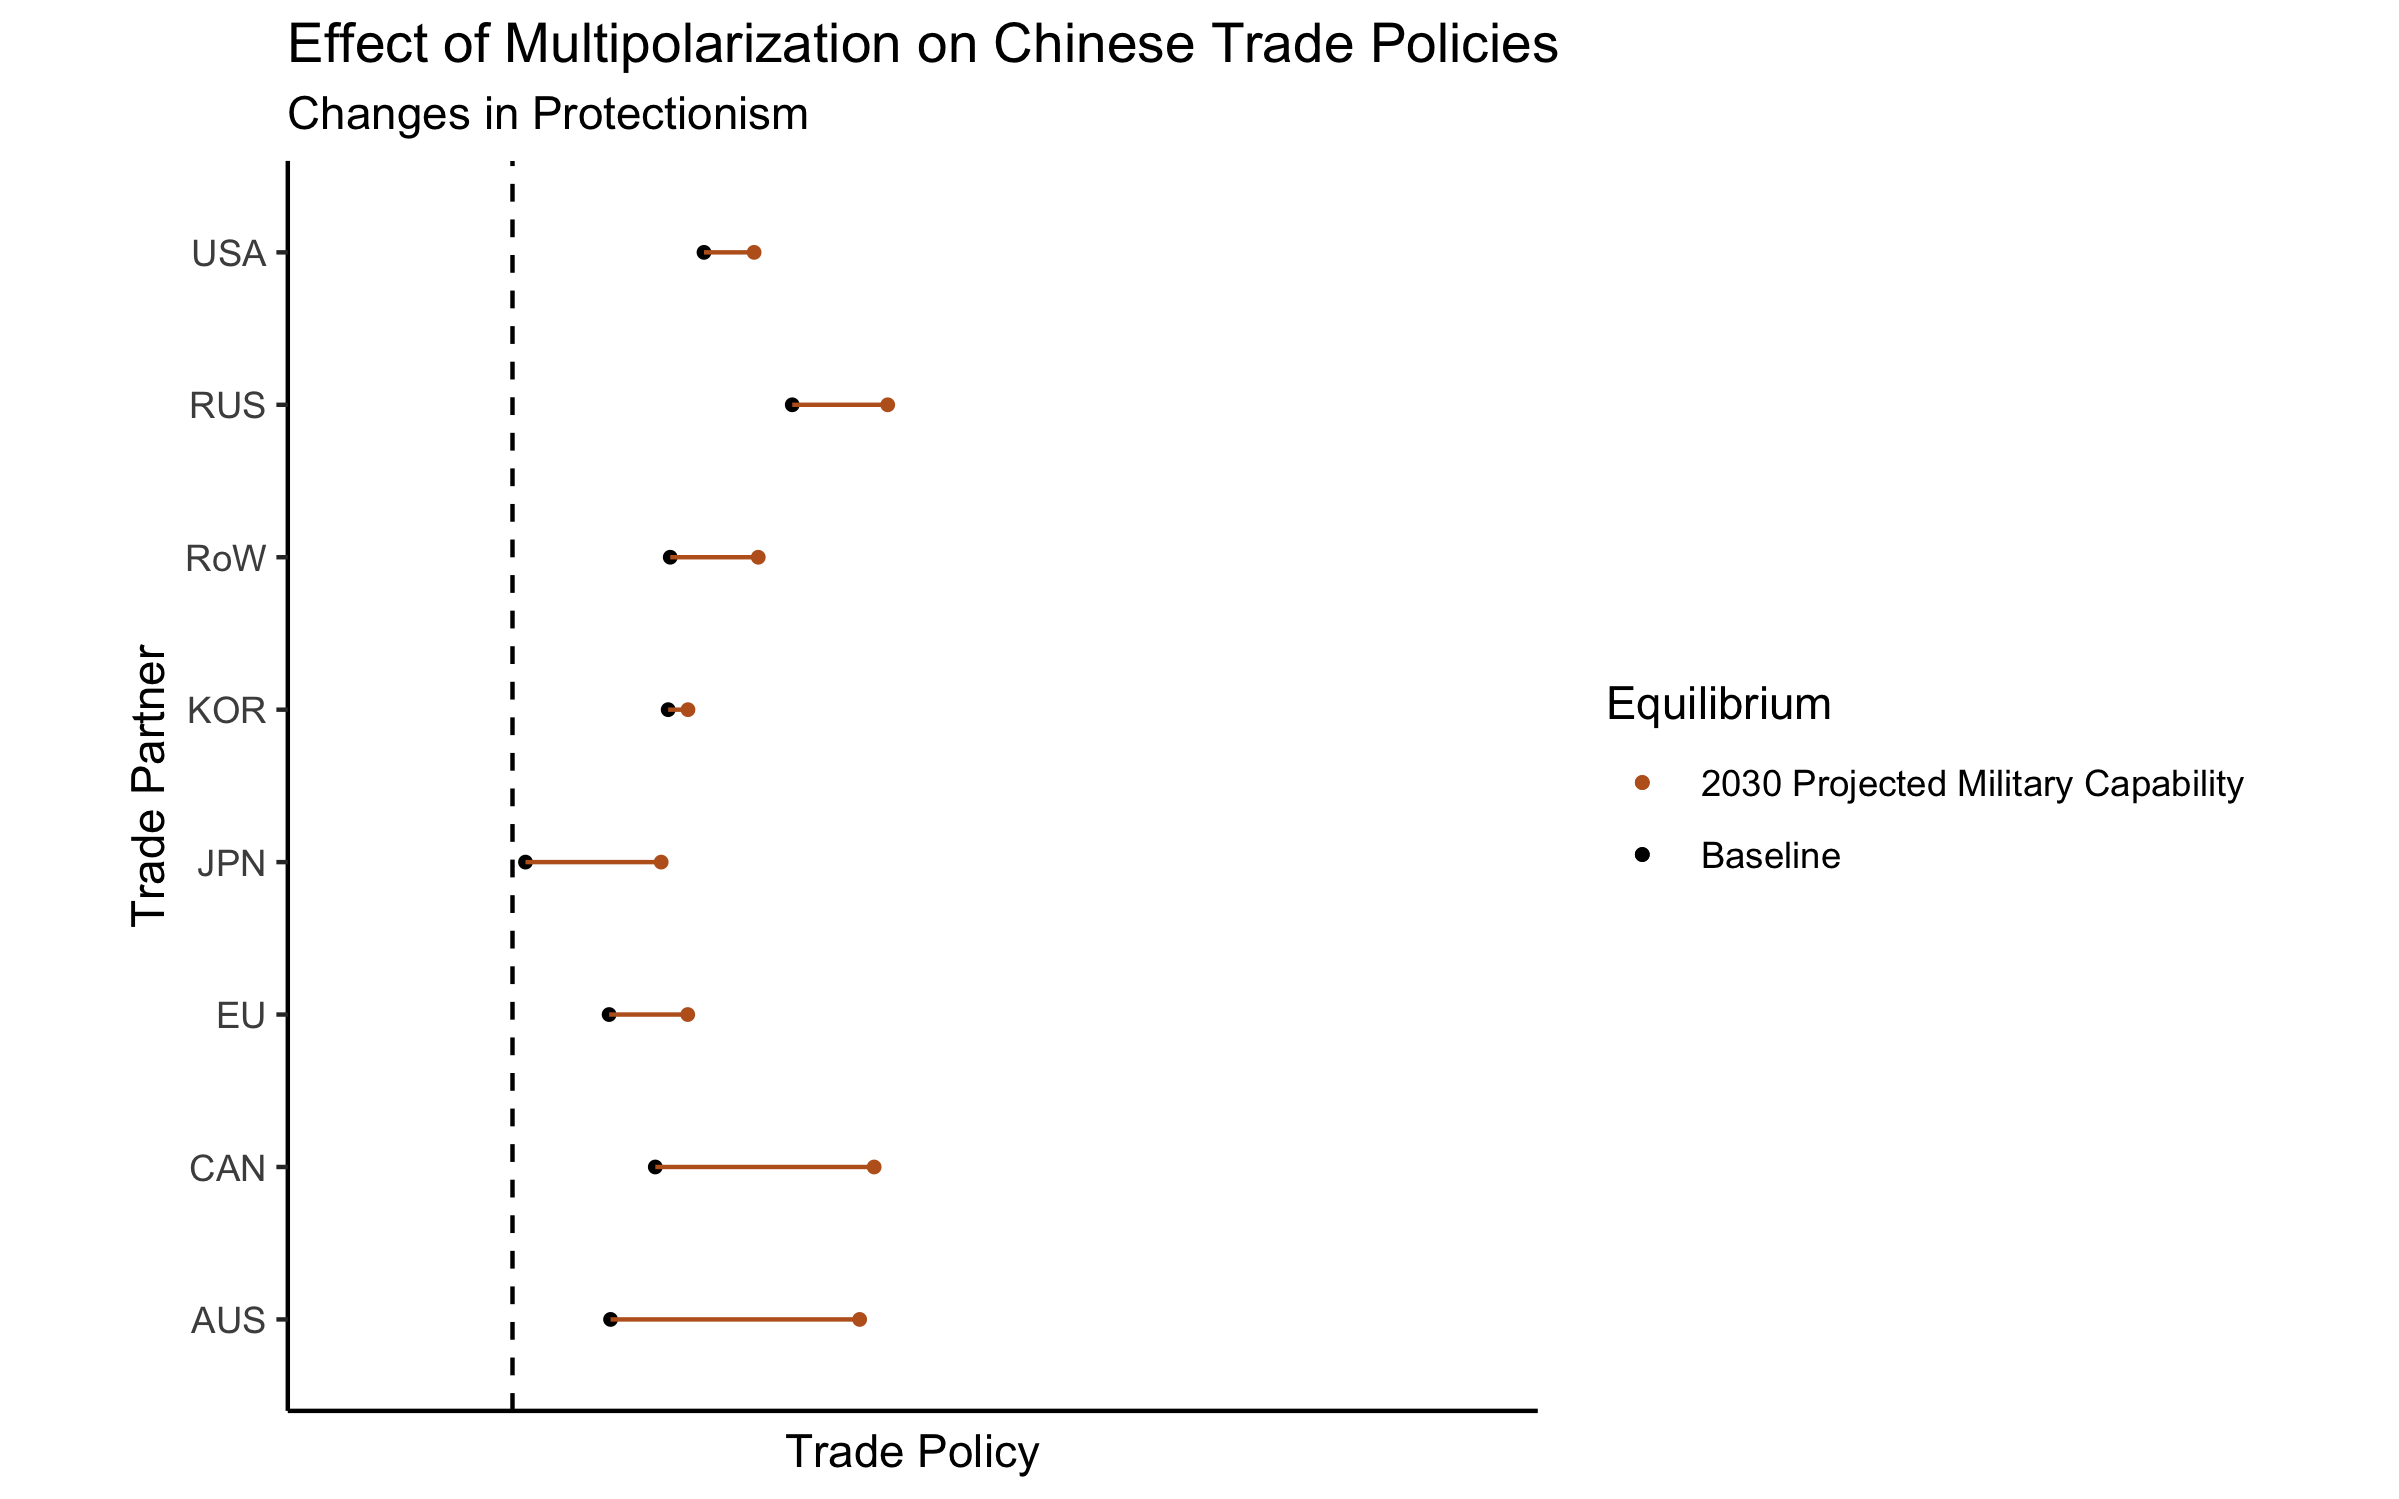 Effect of Multipolarization on Chinese Trade Policies
Changes in Protectionism
USA
RUS
RoW
KOR
JPN
EU
CAN
AUS
Trade Partner
Trade Policy
Equilibrium
2030 Projected Military Capability
Baseline